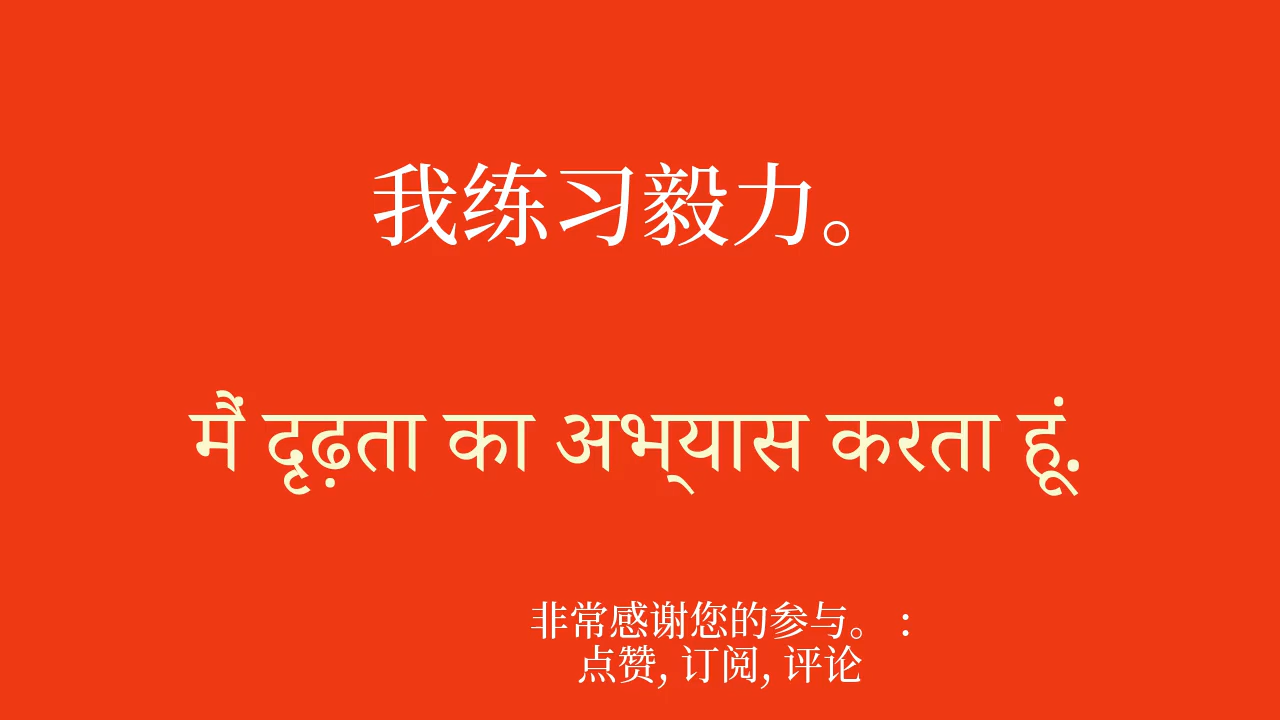 我练习毅力。
मैं दृढ़ता का अभ्यास करता हूं.
非常感谢您的参与。 :
点赞, 订阅, 评论